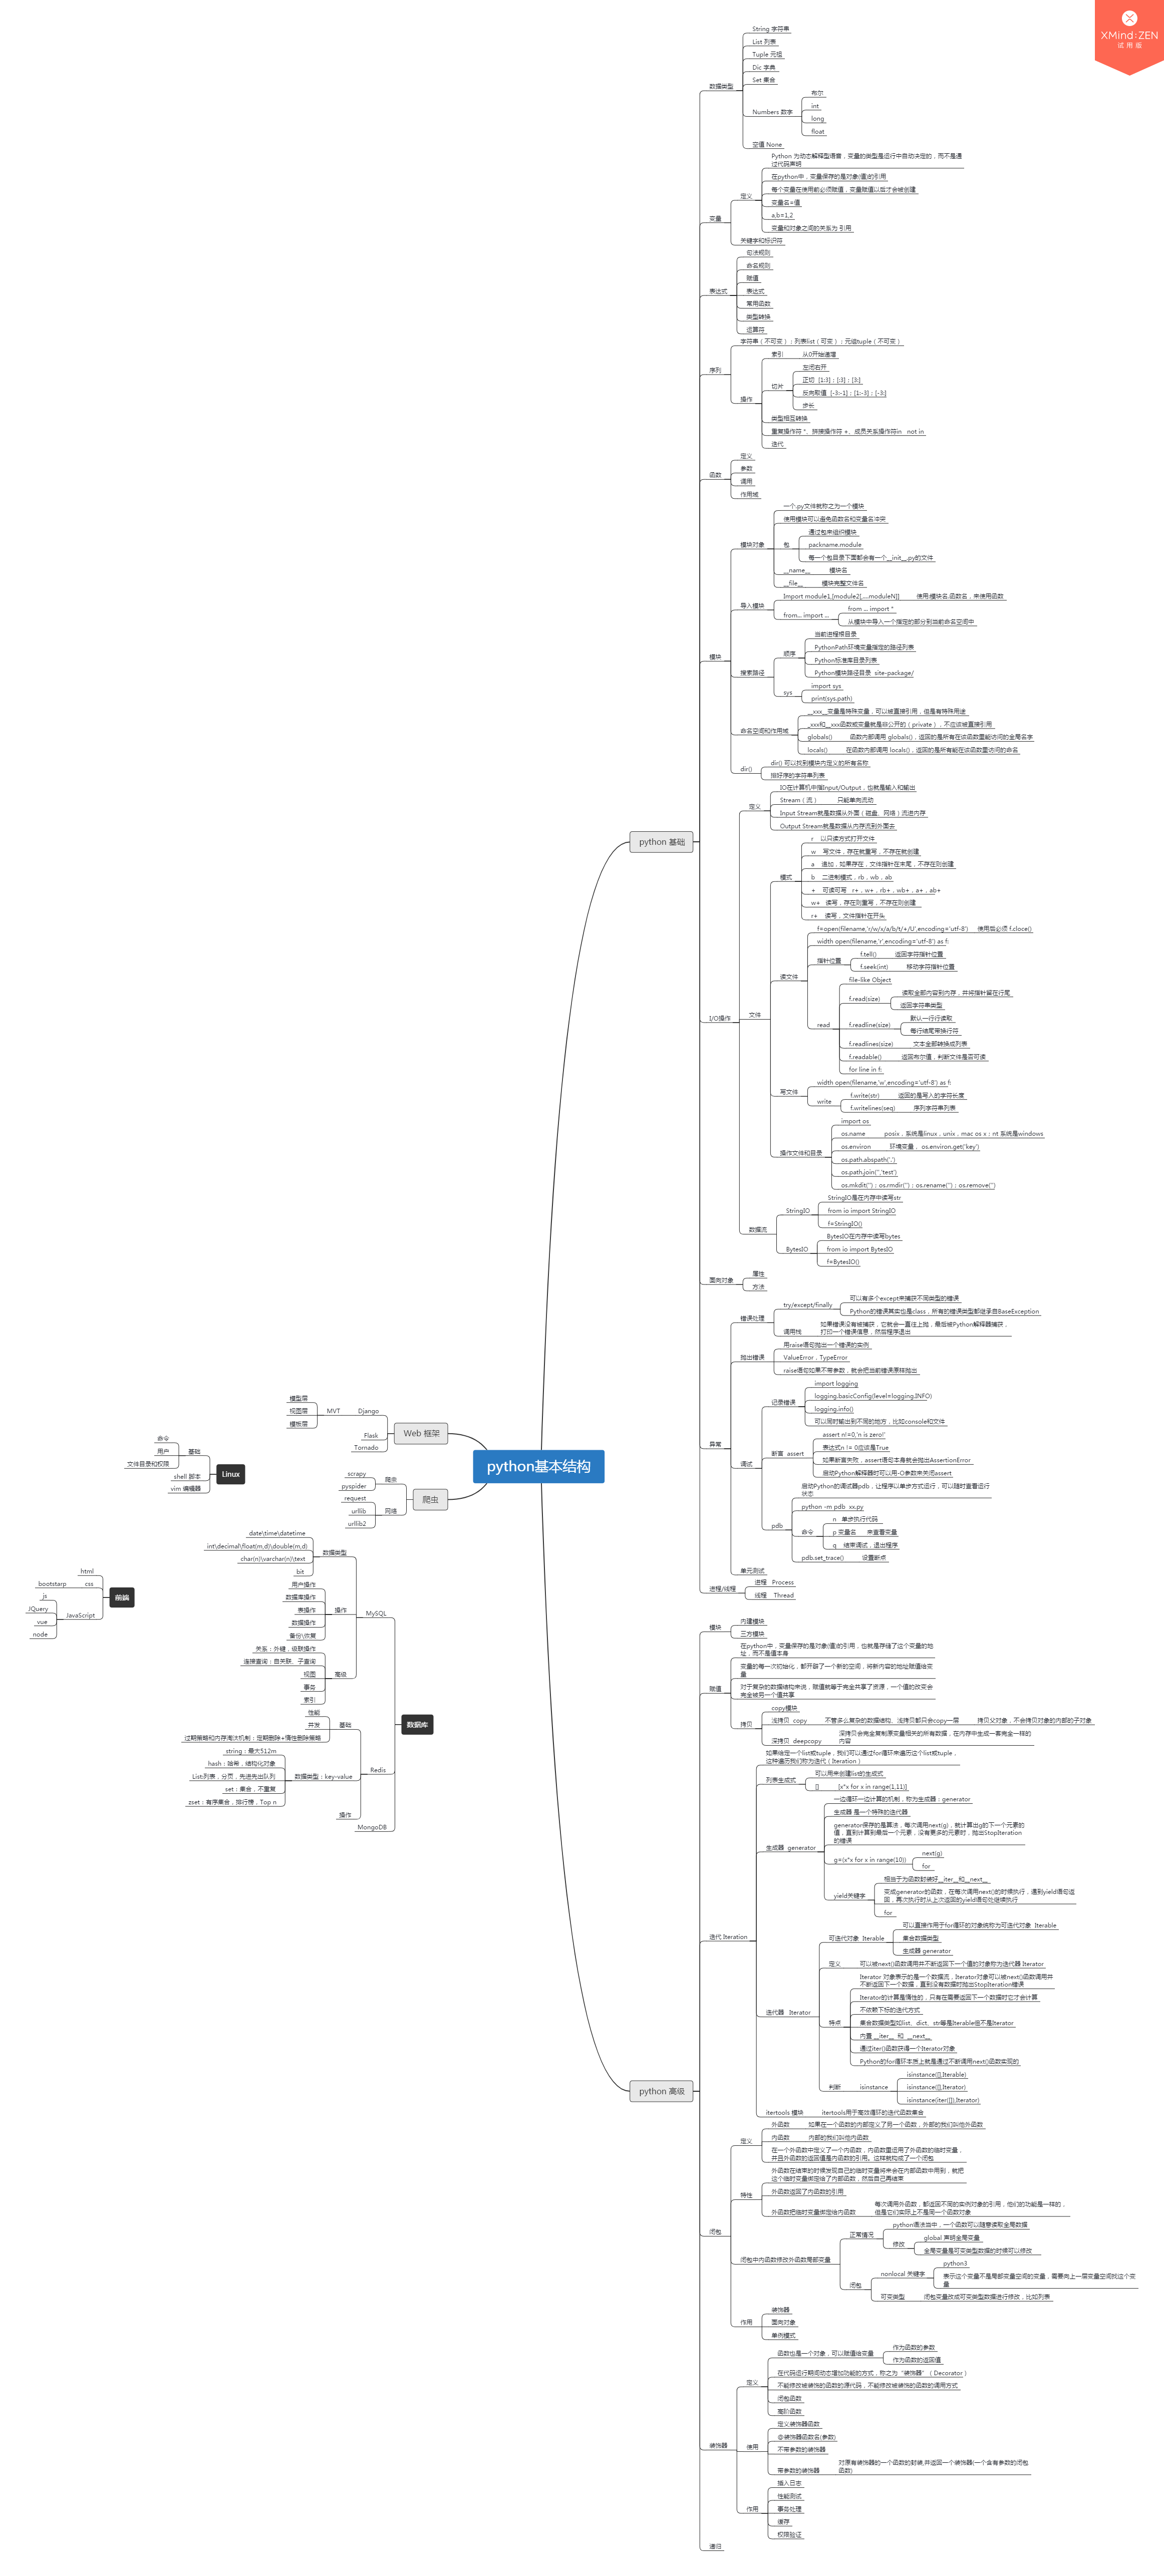 XMind:ZEN
试用版
python基本结构
python 基础
数据类型
String 字符串
List 列表
Tuple 元组
Dic 字典
Set 集合
Numbers 数字
布尔
int
long
float
空值 None
变量
定义
Python 为动态解释型语言，变量的类型是运行中自动决定的，而不是通
过代码声明
在python中，变量保存的是对象(值)的引用
每个变量在使用前必须赋值，变量赋值以后才会被创建
变量名=值
a,b=1,2
变量和对象之间的关系为 引用
关键字和标识符
表达式
句法规则
命名规则
赋值
表达式
常用函数
类型转换
运算符
序列
字符串（不可变）；列表list（可变）；元组tuple（不可变）
操作
索引
从0开始递增
切片
左闭右开
正切 [1:3]；[:3]；[3:]
反向取值 [-3:-1]；[1:-3]；[-3:]
步长
类型相互转换
重复操作符 *、拼接操作符 +、成员关系操作符in not in
迭代
函数
定义
参数
调用
作用域
模块
模块对象
一个.py文件就称之为一个模块
使用模块可以避免函数名和变量名冲突
包
通过包来组织模块
packname.module
每一个包目录下面都会有一个__init__.py的文件
__name__
模块名
__file__
模块完整文件名
导入模块
Import module1,[module2[,....moduleN]]
使用:模块名.函数名，来使用函数
from... import ...
from ... import *
从模块中导入一个指定的部分到当前命名空间中
搜索路径
顺序
当前进程根目录
PythonPath环境变量指定的路径列表
Python标准库目录列表
Python模块路径目录 site-package/
sys
import sys
print(sys.path)
命名空间和作用域
__xxx__变量是特殊变量，可以被直接引用，但是有特殊用途
_xxx和__xxx函数或变量就是非公开的（private），不应该被直接引用
globals()
函数内部调用 globals()，返回的是所有在该函数里能访问的全局名字
locals()
在函数内部调用 locals()，返回的是所有能在该函数里访问的命名
dir()
dir() 可以找到模块内定义的所有名称
排好序的字符串列表
I/O操作
定义
IO在计算机中指Input/Output，也就是输入和输出
Stream（流）
只能单向流动
Input Stream就是数据从外面（磁盘、网络）流进内存
Output Stream就是数据从内存流到外面去
文件
模式
r 以只读方式打开文件
w 写文件，存在就重写，不存在就创建
a 追加，如果存在，文件指针在末尾，不存在则创建
b 二进制模式，rb，wb，ab
+ 可读可写 r+，w+，rb+，wb+，a+，ab+
w+ 读写，存在则重写，不存在则创建
r+ 读写，文件指针在开头
读文件
f=open(filename,'r/w/x/a/b/t/+/U',encoding='utf-8')
使用后必须 f.cloce()
width open(filename,'r',encoding='utf-8') as f:
指针位置
f.tell()
返回字符指针位置
f.seek(int)
移动字符指针位置
read
file-like Object
f.read(size)
读取全部内容到内存，并将指针留在行尾
返回字符串类型
f.readline(size)
默认一行行读取
每行结尾带换行符
f.readlines(size)
文本全部转换成列表
f.readable()
返回布尔值，判断文件是否可读
for line in f:
写文件
width open(filename,'w',encoding='utf-8') as f:
write
f.write(str)
返回的是写入的字符长度
f.writelines(seq)
序列字符串列表
操作文件和目录
import os
os.name
posix，系统是linux，unix，mac os x；nt 系统是windows
os.environ
环境变量， os.environ.get('key')
os.path.abspath('.')
os.path.join('','test')
os.mkdit('')；os.rmdir('')；os.rename('')；os.remove('')
数据流
StringIO
StringIO是在内存中读写str
from io import StringIO
f=StringIO()
BytesIO
BytesIO在内存中读写bytes
from io import BytesIO
f=BytesIO()
面向对象
属性
方法
异常
错误处理
try/except/finally
可以有多个except来捕获不同类型的错误
Python的错误其实也是class，所有的错误类型都继承自BaseException
调用栈
如果错误没有被捕获，它就会一直往上抛，最后被Python解释器捕获，
打印一个错误信息，然后程序退出
抛出错误
用raise语句抛出一个错误的实例
ValueError，TypeError
raise语句如果不带参数，就会把当前错误原样抛出
调试
记录错误
import logging
logging.basicConfig(level=logging.INFO)
logging.info()
可以同时输出到不同的地方，比如console和文件
断言 assert
assert n!=0,'n is zero!'
表达式n != 0应该是True
如果断言失败，assert语句本身就会抛出AssertionError
启动Python解释器时可以用-O参数来关闭assert
pdb
启动Python的调试器pdb，让程序以单步方式运行，可以随时查看运行
状态
python -m pdb xx.py
命令
n 单步执行代码
p 变量名 来查看变量
q 结束调试，退出程序
pdb.set_trace()
设置断点
单元测试
进程/线程
进程 Process
线程 Thread
python 高级
模块
内建模块
三方模块
赋值
在python中，变量保存的是对象(值)的引用，也就是存储了这个变量的地
址，而不是值本身
变量的每一次初始化，都开辟了一个新的空间，将新内容的地址赋值给变
量
对于复杂的数据结构来说，赋值就等于完全共享了资源，一个值的改变会
完全被另一个值共享
拷贝
copy模块
浅拷贝 copy
不管多么复杂的数据结构，浅拷贝都只会copy一层
拷贝父对象，不会拷贝对象的内部的子对象
深拷贝 deepcopy
深拷贝会完全复制原变量相关的所有数据，在内存中生成一套完全一样的
内容
迭代 Iteration
如果给定一个list或tuple，我们可以通过for循环来遍历这个list或tuple，
这种遍历我们称为迭代（Iteration）
列表生成式
可以用来创建list的生成式
[]
[x*x for x in range(1,11)]
生成器 generator
一边循环一边计算的机制，称为生成器：generator
生成器 是一个特殊的迭代器
generator保存的是算法，每次调用next(g)，就计算出g的下一个元素的
值，直到计算到最后一个元素，没有更多的元素时，抛出StopIteration
的错误
g=(x*x for x in range(10))
next(g)
for
yield关键字
相当于为函数封装好__iter__和__next__
变成generator的函数，在每次调用next()的时候执行，遇到yield语句返
回，再次执行时从上次返回的yield语句处继续执行
for
迭代器 Iterator
可迭代对象 Iterable
可以直接作用于for循环的对象统称为可迭代对象 Iterable
集合数据类型
生成器 generator
定义
可以被next()函数调用并不断返回下一个值的对象称为迭代器 Iterator
特点
Iterator 对象表示的是一个数据流，Iterator对象可以被next()函数调用并
不断返回下一个数据，直到没有数据时抛出StopIteration错误
Iterator的计算是惰性的，只有在需要返回下一个数据时它才会计算
不依赖下标的迭代方式
集合数据类型如list、dict、str等是Iterable但不是Iterator
内置 __iter__ 和 __next__
通过iter()函数获得一个Iterator对象
Python的for循环本质上就是通过不断调用next()函数实现的
判断
isinstance
isinstance([],Iterable)
isinstance([],Iterator)
isinstance(iter([]),Iterator)
itertools 模块
itertools用于高效循环的迭代函数集合
闭包
定义
外函数
如果在一个函数的内部定义了另一个函数，外部的我们叫他外函数
内函数
内部的我们叫他内函数
在一个外函数中定义了一个内函数，内函数里运用了外函数的临时变量，
并且外函数的返回值是内函数的引用。这样就构成了一个闭包
特性
外函数在结束的时候发现自己的临时变量将来会在内部函数中用到，就把
这个临时变量绑定给了内部函数，然后自己再结束
外函数返回了内函数的引用
外函数把临时变量绑定给内函数
每次调用外函数，都返回不同的实例对象的引用，他们的功能是一样的，
但是它们实际上不是同一个函数对象
闭包中内函数修改外函数局部变量
正常情况
python语法当中，一个函数可以随意读取全局数据
修改
global 声明全局变量
全局变量是可变类型数据的时候可以修改
闭包
nonlocal 关键字
python3
表示这个变量不是局部变量空间的变量，需要向上一层变量空间找这个变
量
可变类型
闭包变量改成可变类型数据进行修改，比如列表
作用
装饰器
面向对象
单例模式
装饰器
定义
函数也是一个对象，可以赋值给变量
作为函数的参数
作为函数的返回值
在代码运行期间动态增加功能的方式，称之为“装饰器”（Decorator）
不能修改被装饰的函数的源代码，不能修改被装饰的函数的调用方式
闭包函数
高阶函数
使用
定义装饰器函数
@装饰器函数名(参数)
不带参数的装饰器
带参数的装饰器
对原有装饰器的一个函数的封装,并返回一个装饰器(一个含有参数的闭包
函数)
作用
插入日志
性能测试
事务处理
缓存
权限验证
递归
Web 框架
Django
MVT
模型层
视图层
模板层
Flask
Tornado
爬虫
爬虫
scrapy
pyspider
网络
request
urllib
urllib2
Linux
基础
命令
用户
文件目录和权限
shell 脚本
vim 编辑器
前端
html
css
bootstarp
JavaScript
js
JQuery
vue
node
数据库
MySQL
数据类型
date\time\datetime
int\decimal\float(m,d)\double(m,d)
char(n)\varchar(n)\text
bit
操作
用户操作
数据库操作
表操作
数据操作
备份\恢复
高级
关系：外键，级联操作
连接查询：自关联、子查询
视图
事务
索引
Redis
基础
性能
并发
过期策略和内存淘汰机制：定期删除+惰性删除策略
数据类型：key-value
string：最大512m
hash：哈希，结构化对象
List:列表，分页，先进先出队列
set：集合，不重复
zset：有序集合，排行榜，Top n
操作
MongoDB